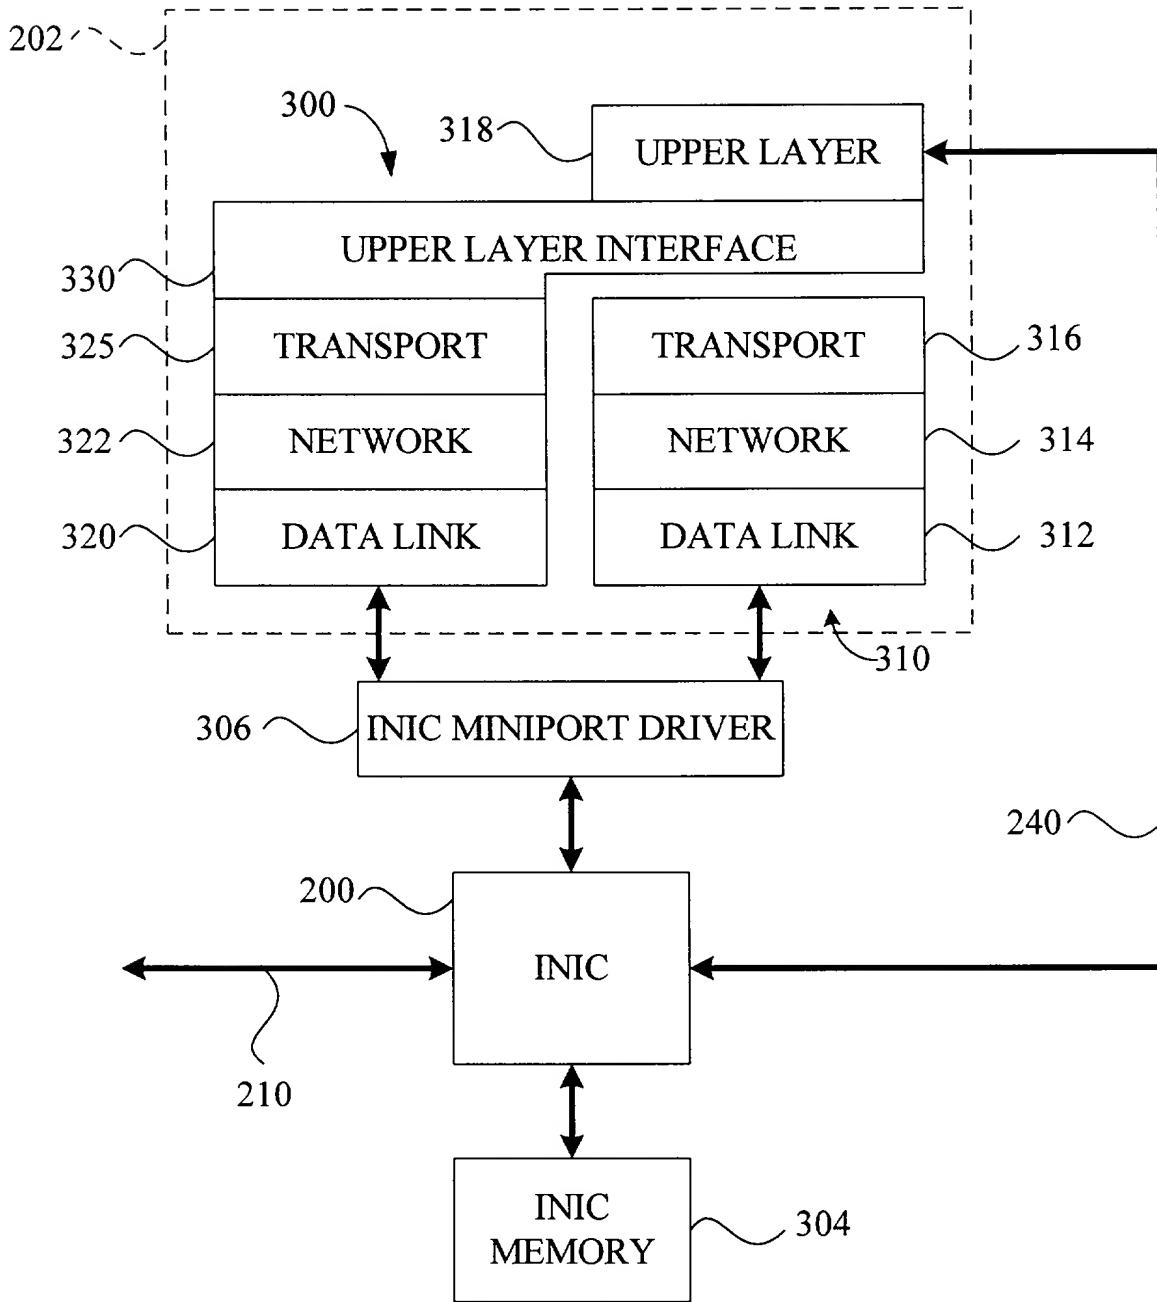 202
300
318
UPPER LAYER
UPPER LAYER INTERFACE
330
325
TRANSPORT
TRANSPORT
316
322
NETWORK
NETWORK
314
320
DATA LINK
DATA LINK
312
310
306
INIC MINIPORT DRIVER
240
200
INIC
210
INIC
MEMORY
304